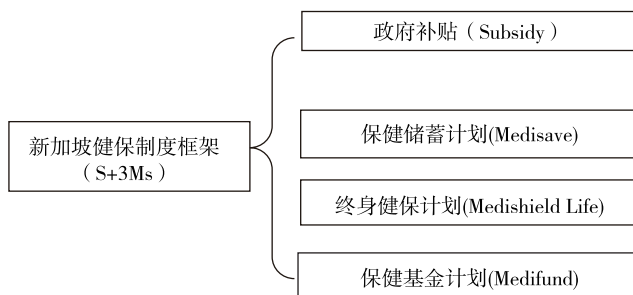 新加坡健保制度框架
（S+3Ms）
政府补贴（Subsidy）
保健储蓄计划(Medisave)
终身健保计划(Medishield Life)
保健基金计划(Medifund)